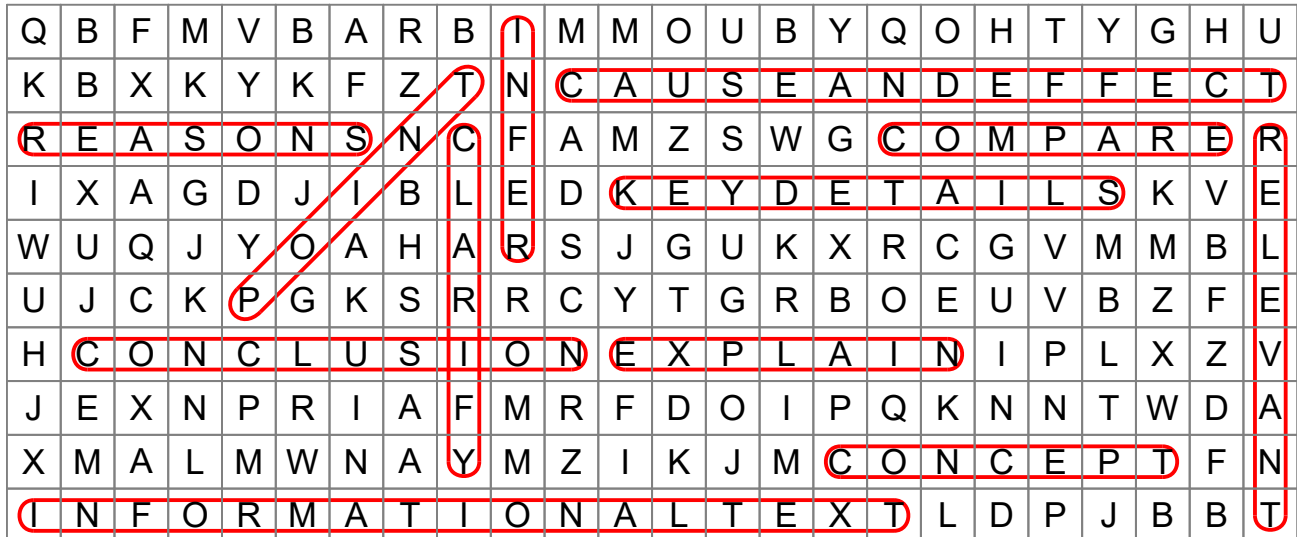 Q B F M V B A R B I M M O U B Y Q O H T Y G H U
K B X K Y K F Z T N C A U S E A N D E F F E C T
R E A S O N S N C F A M Z S W G C O M P A R E R
I X A G D J I B L E D K E Y D E T A I L S K V E
W U Q J Y O A H A R S J G U K X R C G V M M B L
U J C K P G K S R R C Y T G R B O E U V B Z F E
H C O N C L U S I O N E X P L A I N I P L X Z V
J E X N P R I A F M R F D O I P Q K N N T W D A
X M A L M W N A Y M Z I K J M C O N C E P T F N
I N F O R M A T I O N A L T E X T L D P J B B T